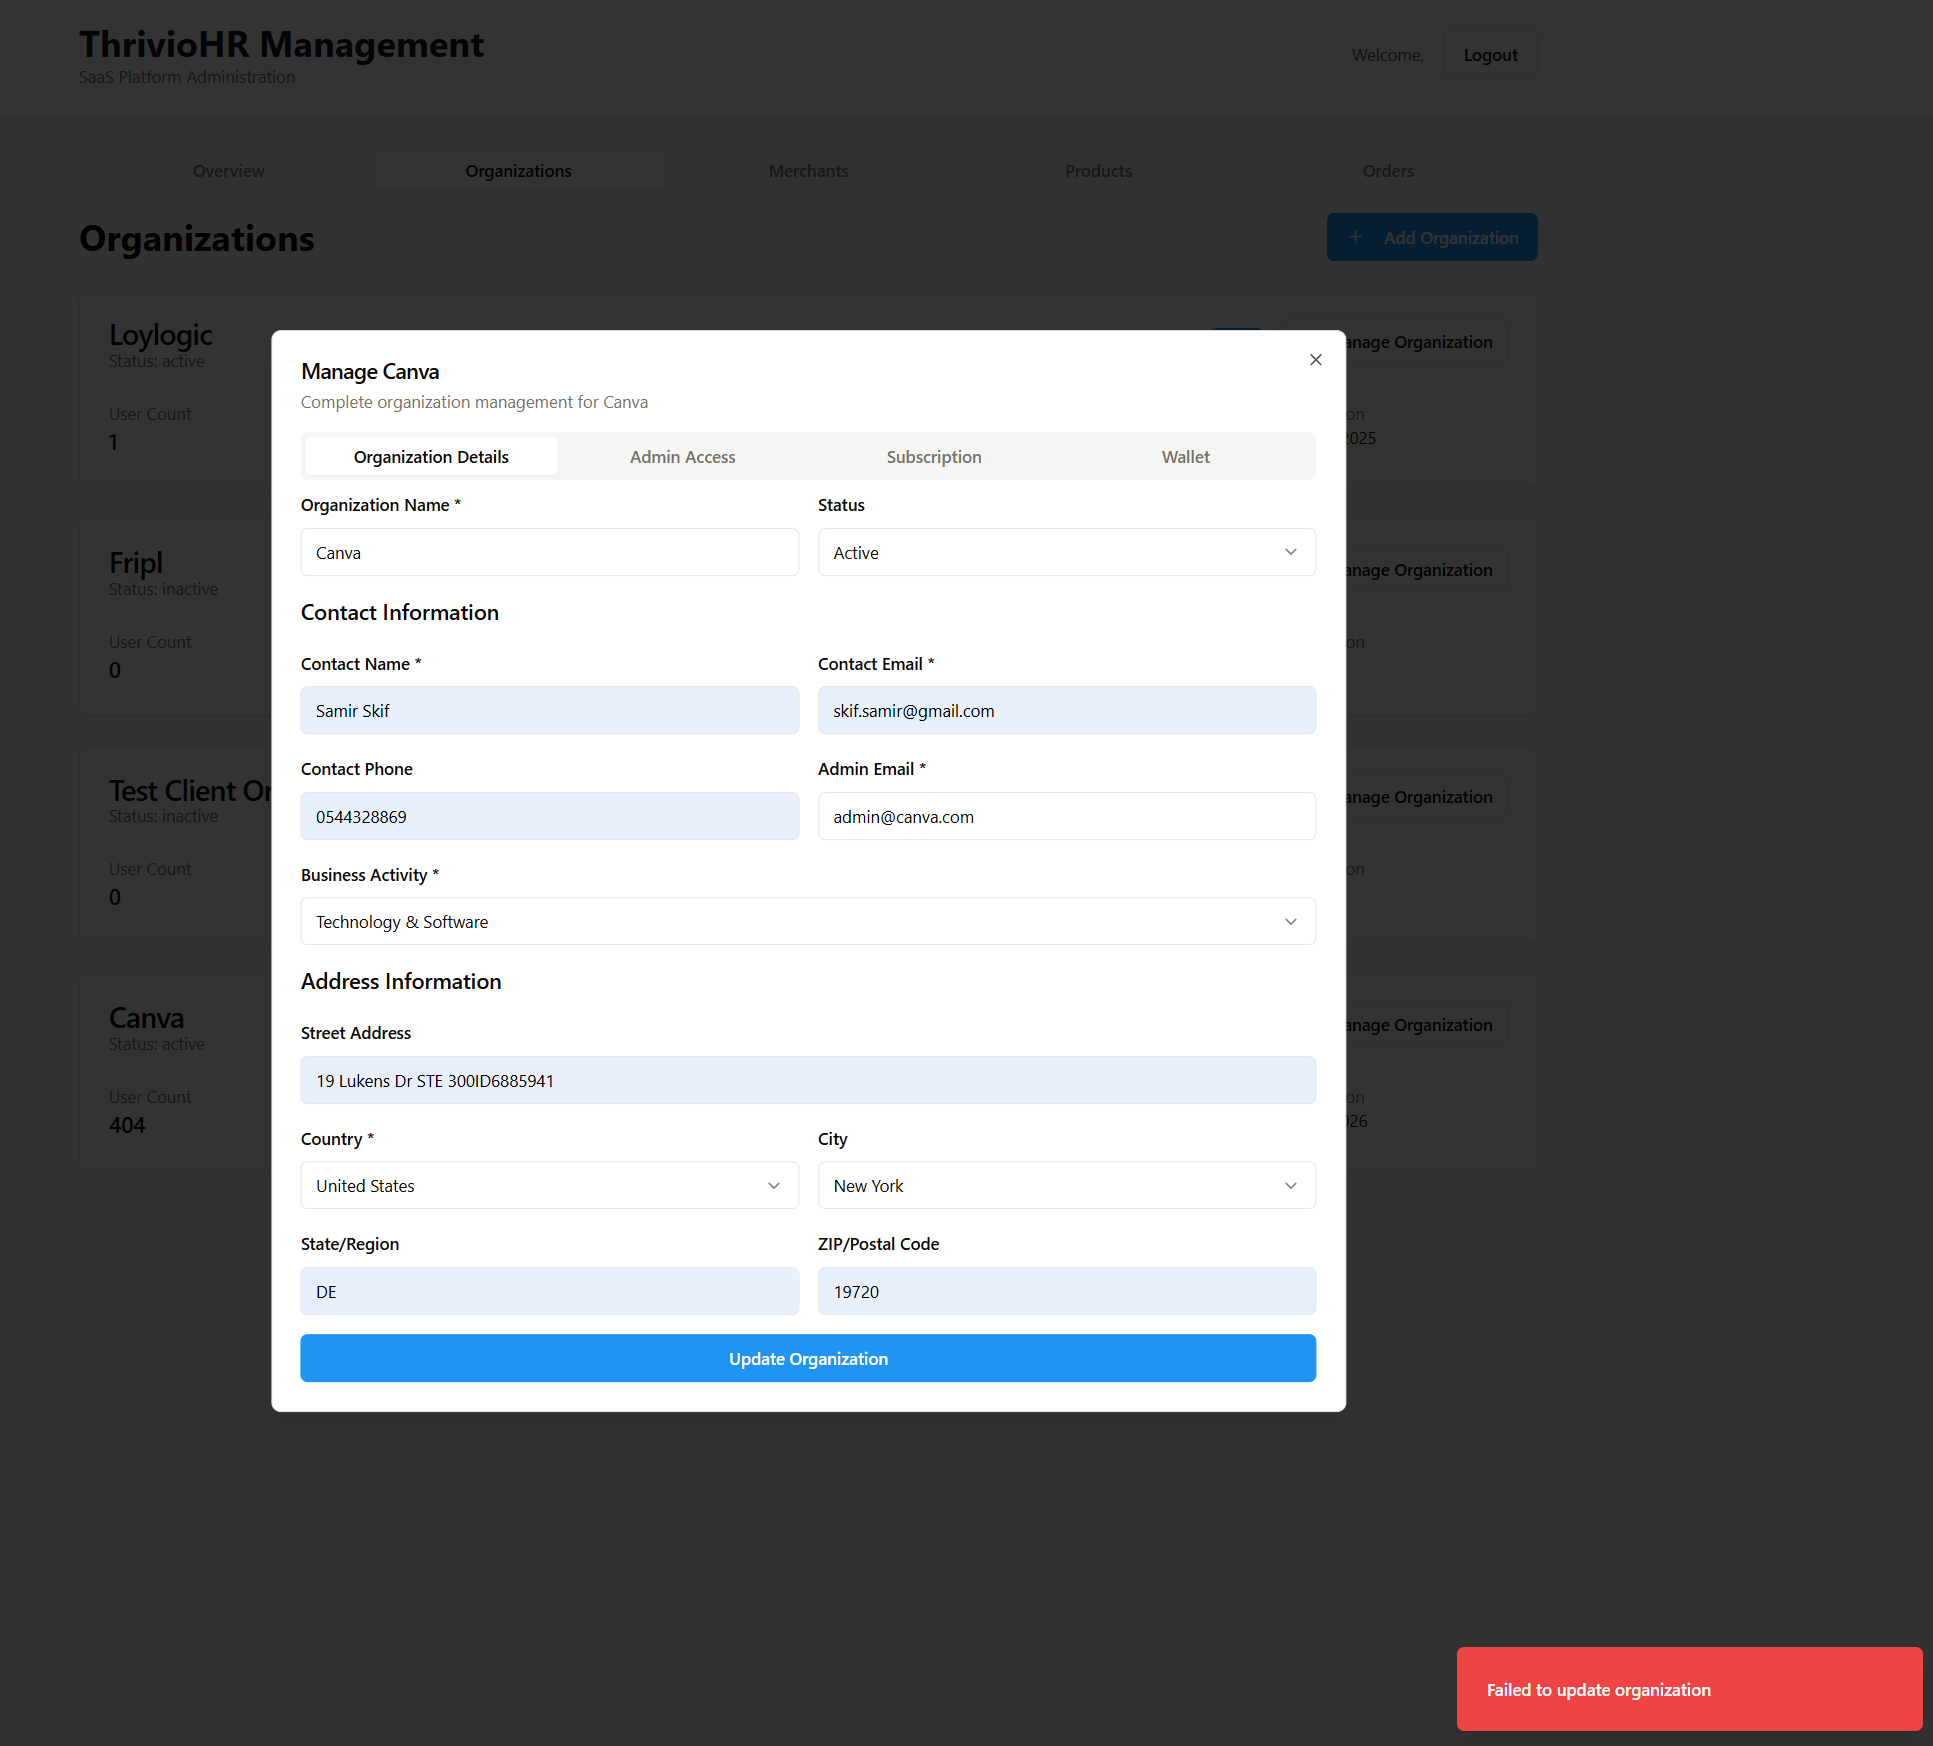 ThrivioHR Management
SaaS Platform Administration
Welcome,
Logout
Overview
Organizations
Merchants
Products
Orders
Organizations
+ Add Organization
Loylogic
Status: active
User Count
1
anage Organization
on
2025
Fripl
Status: inactive
User Count
0
anage Organization
on
Test Client Or
Status: inactive
User Count
0
anage Organization
on
Canva
Status: active
User Count
404
anage Organization
on
026
Manage Canva
Complete organization management for Canva
Organization Details
Admin Access
Subscription
Wallet
Organization Name *
Canva
Status
Active
Contact Information
Contact Name *
Samir Skif
Contact Email *
skif.samir@gmail.com
Contact Phone
0544328869
Admin Email *
admin@canva.com
Business Activity *
Technology & Software
Address Information
Street Address
19 Lukens Dr STE 300ID6885941
Country *
United States
City
New York
State/Region
DE
ZIP/Postal Code
19720
Update Organization
Failed to update organization